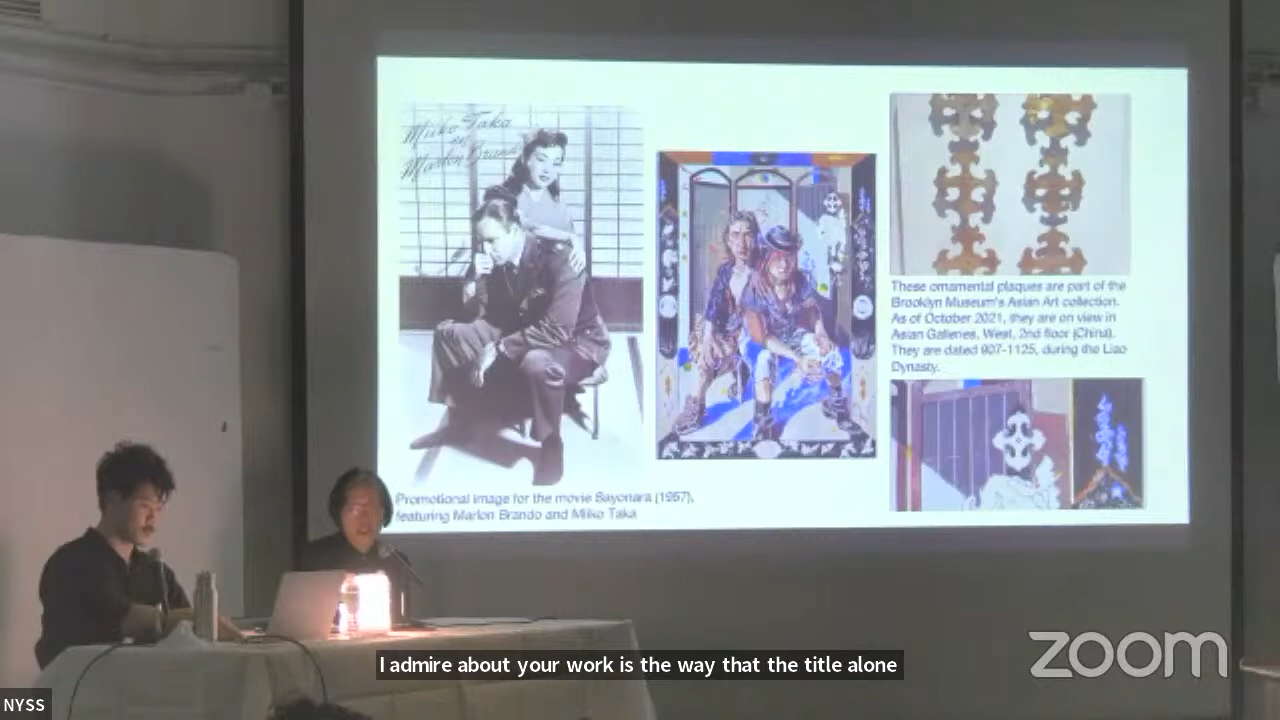 Miiko Taka
Marlon Brando
Promotional image for the movie Sayonara (1957),
featuring Marlon Brando and Miiko Taka
These ornamental plaques are part of the
Brooklyn Museum's Asian Art collection.
As of October 2021, they are on view in
Asian Galleries, West, 2nd floor (China).
They are dated 907-1125, during the Liao
Dynasty.
I admire about your work is the way that the title alone
zoom
NYSS